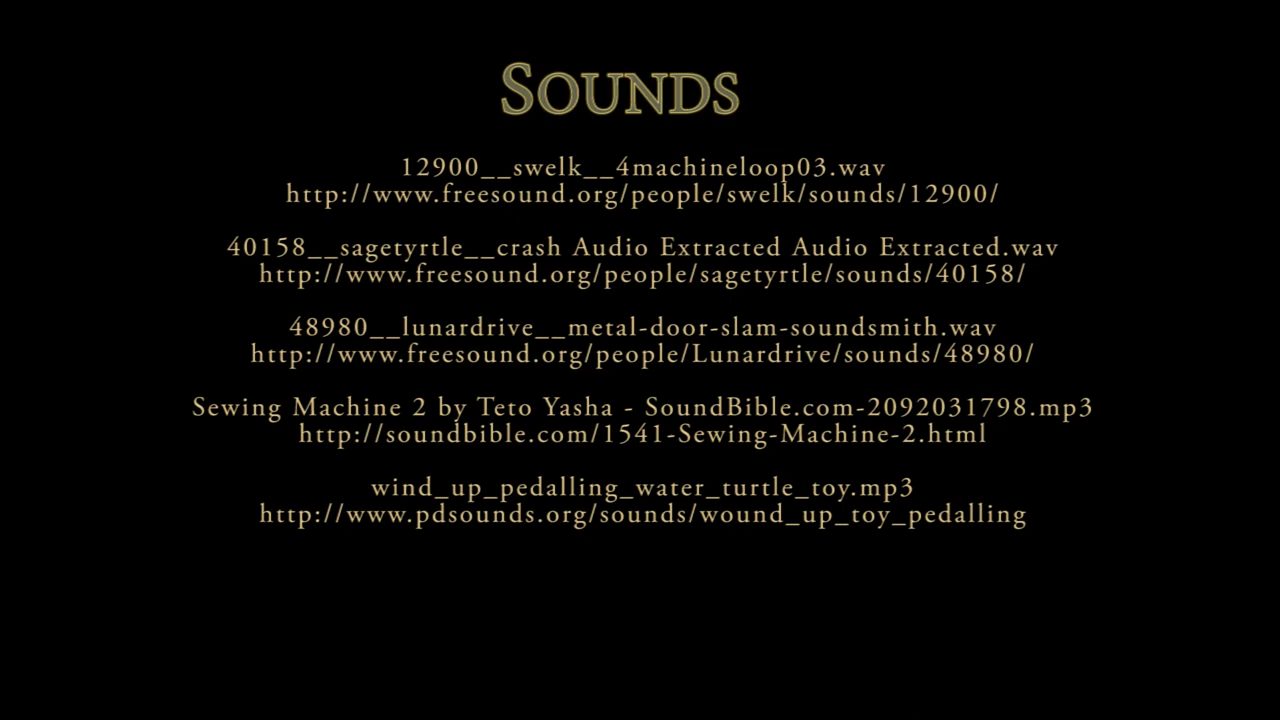 Sounds
12900__swelk__4machineloop03.wav
http://www.freesound.org/people/swelk/sounds/12900/
40158__sagetyrtle__crash Audio Extracted Audio Extracted.wav
http://www.freesound.org/people/sagetyrtle/sounds/40158/
48980__lunardrive__metal-door-slam-soundsmith.wav
http://www.freesound.org/people/Lunardrive/sounds/48980/
Sewing Machine 2 by Teto Yasha - SoundBible.com-2092031798.mp3
http://soundbible.com/1541-Sewing-Machine-2.html
wind_up_pedalling_water_turtle_toy.mp3
http://www.pdsounds.org/sounds/wound_up_toy_pedalling